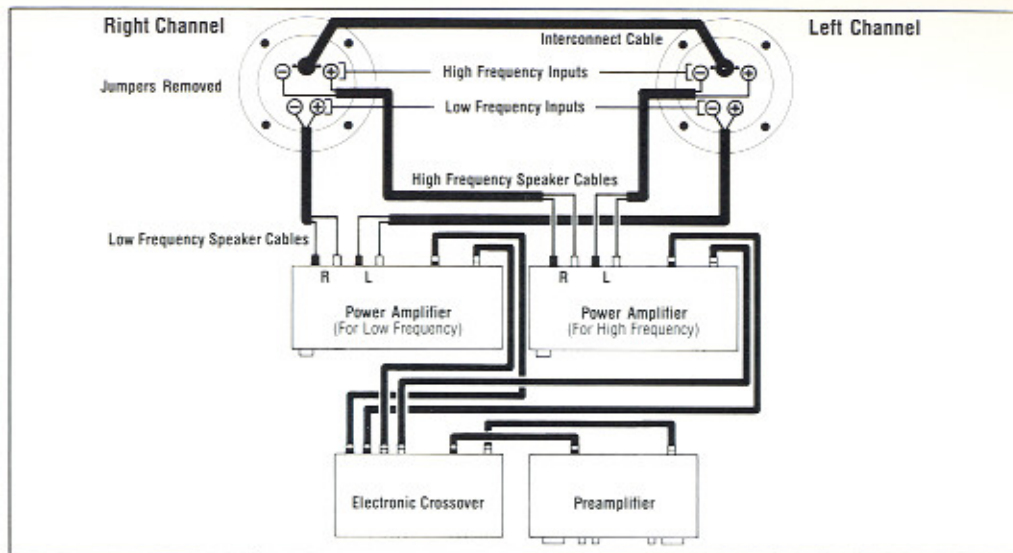 Right Channel
Left Channel
Interconnect Cable
High Frequency Inputs
Jumpers Removed
Low Frequency Inputs
High Frequency Speaker Cables
Low Frequency Speaker Cables
R L
R L
Power Amplifier
(For Low Frequency)
Power Amplifier
(For High Frequency)
Electronic Crossover
Preamplifier